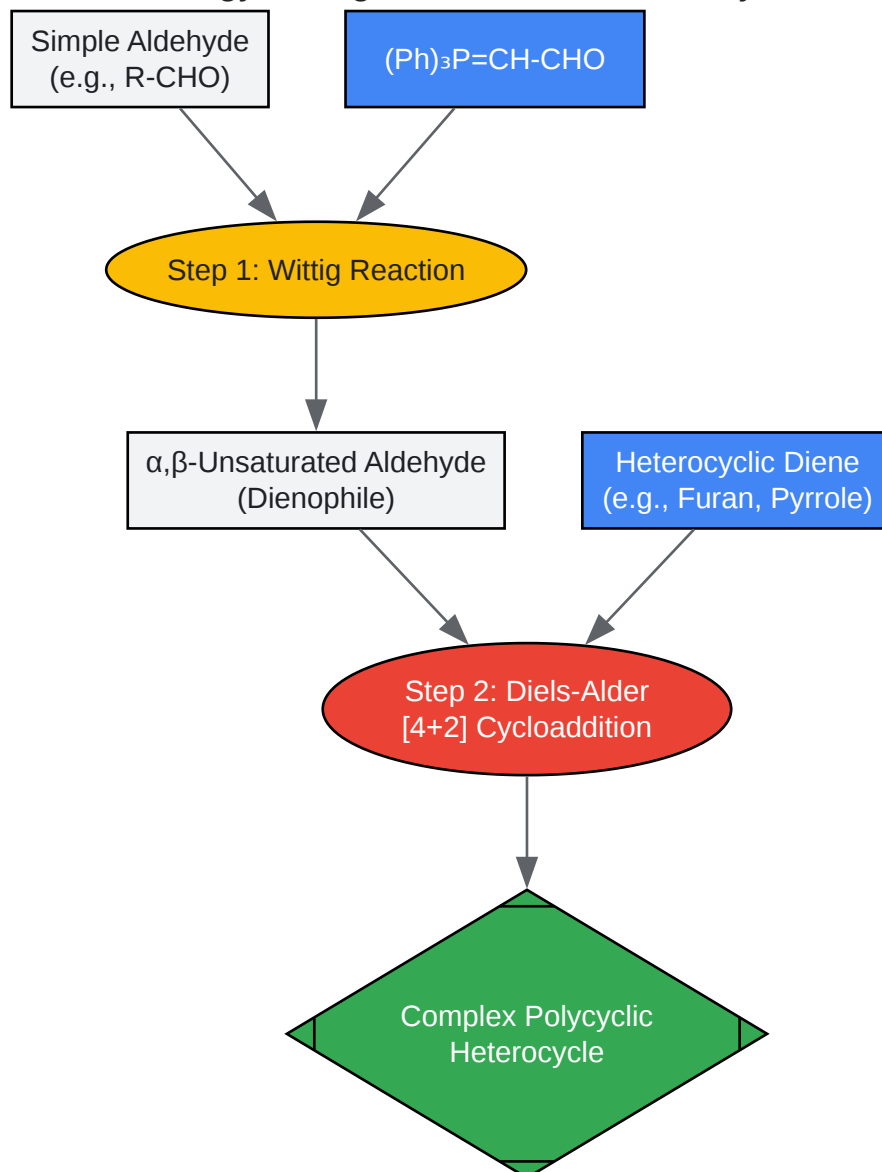 Simple Aldehyde
(e.g., R-CHO)
(Ph)₃P=CH-CHO
Step 1: Wittig Reaction
α,β-Unsaturated Aldehyde
(Dienophile)
Heterocyclic Diene
(e.g., Furan, Pyrrole)
Step 2: Diels-Alder
[4+2] Cycloaddition
Complex Polycyclic
Heterocycle